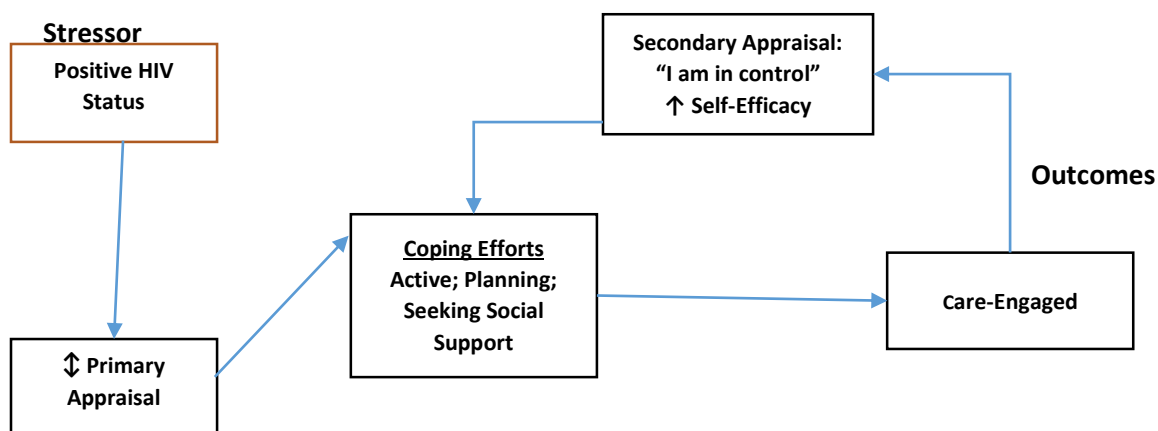 Stressor
Positive HIV
Status
Secondary Appraisal:
“I am in control”
↑ Self-Efficacy
Outcomes
Coping Efforts
Active; Planning;
Seeking Social
Support
Care-Engaged
↕ Primary
Appraisal